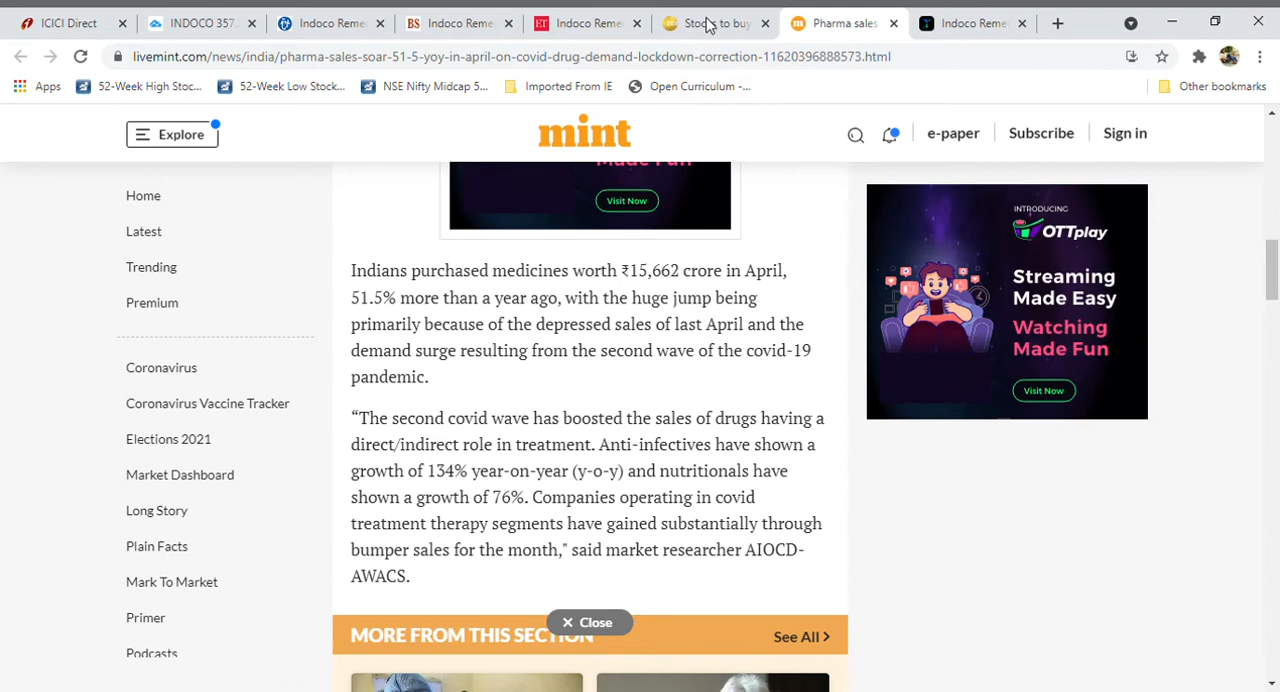 ICICI Direct
INDOCO 357.
Indoco Reme
BS Indoco Reme
ET Indoco Reme
Stocks to buy
m Pharma sales
T Indoco Reme
livemint.com/news/india/pharma-sales-soar-51-5-yoy-in-april-on-covid-drug-demand-lockdown-correction-11620396888573.html
Apps
52-Week High Stoc...
52-Week Low Stock...
NSE Nifty Midcap 5...
Imported From IE
Open Curriculum -...
Other bookmarks
Explore
mint
e-paper
Subscribe
Sign in
Home
Latest
Trending
Premium
Coronavirus
Coronavirus Vaccine Tracker
Elections 2021
Market Dashboard
Long Story
Plain Facts
Mark To Market
Primer
Podcasts
Made Fun
Visit Now
Indians purchased medicines worth ₹15,662 crore in April,
51.5% more than a year ago, with the huge jump being
primarily because of the depressed sales of last April and the
demand surge resulting from the second wave of the covid-19
pandemic.
“The second covid wave has boosted the sales of drugs having a
direct/indirect role in treatment. Anti-infectives have shown a
growth of 134% year-on-year (y-o-y) and nutritionals have
shown a growth of 76%. Companies operating in covid
treatment therapy segments have gained substantially through
bumper sales for the month," said market researcher AIOCD-
AWACS.
✕ Close
MORE FROM THIS SECTION
See All
INTRODUCING
OTTplay
Streaming
Made Easy
Watching
Made Fun
Visit Now